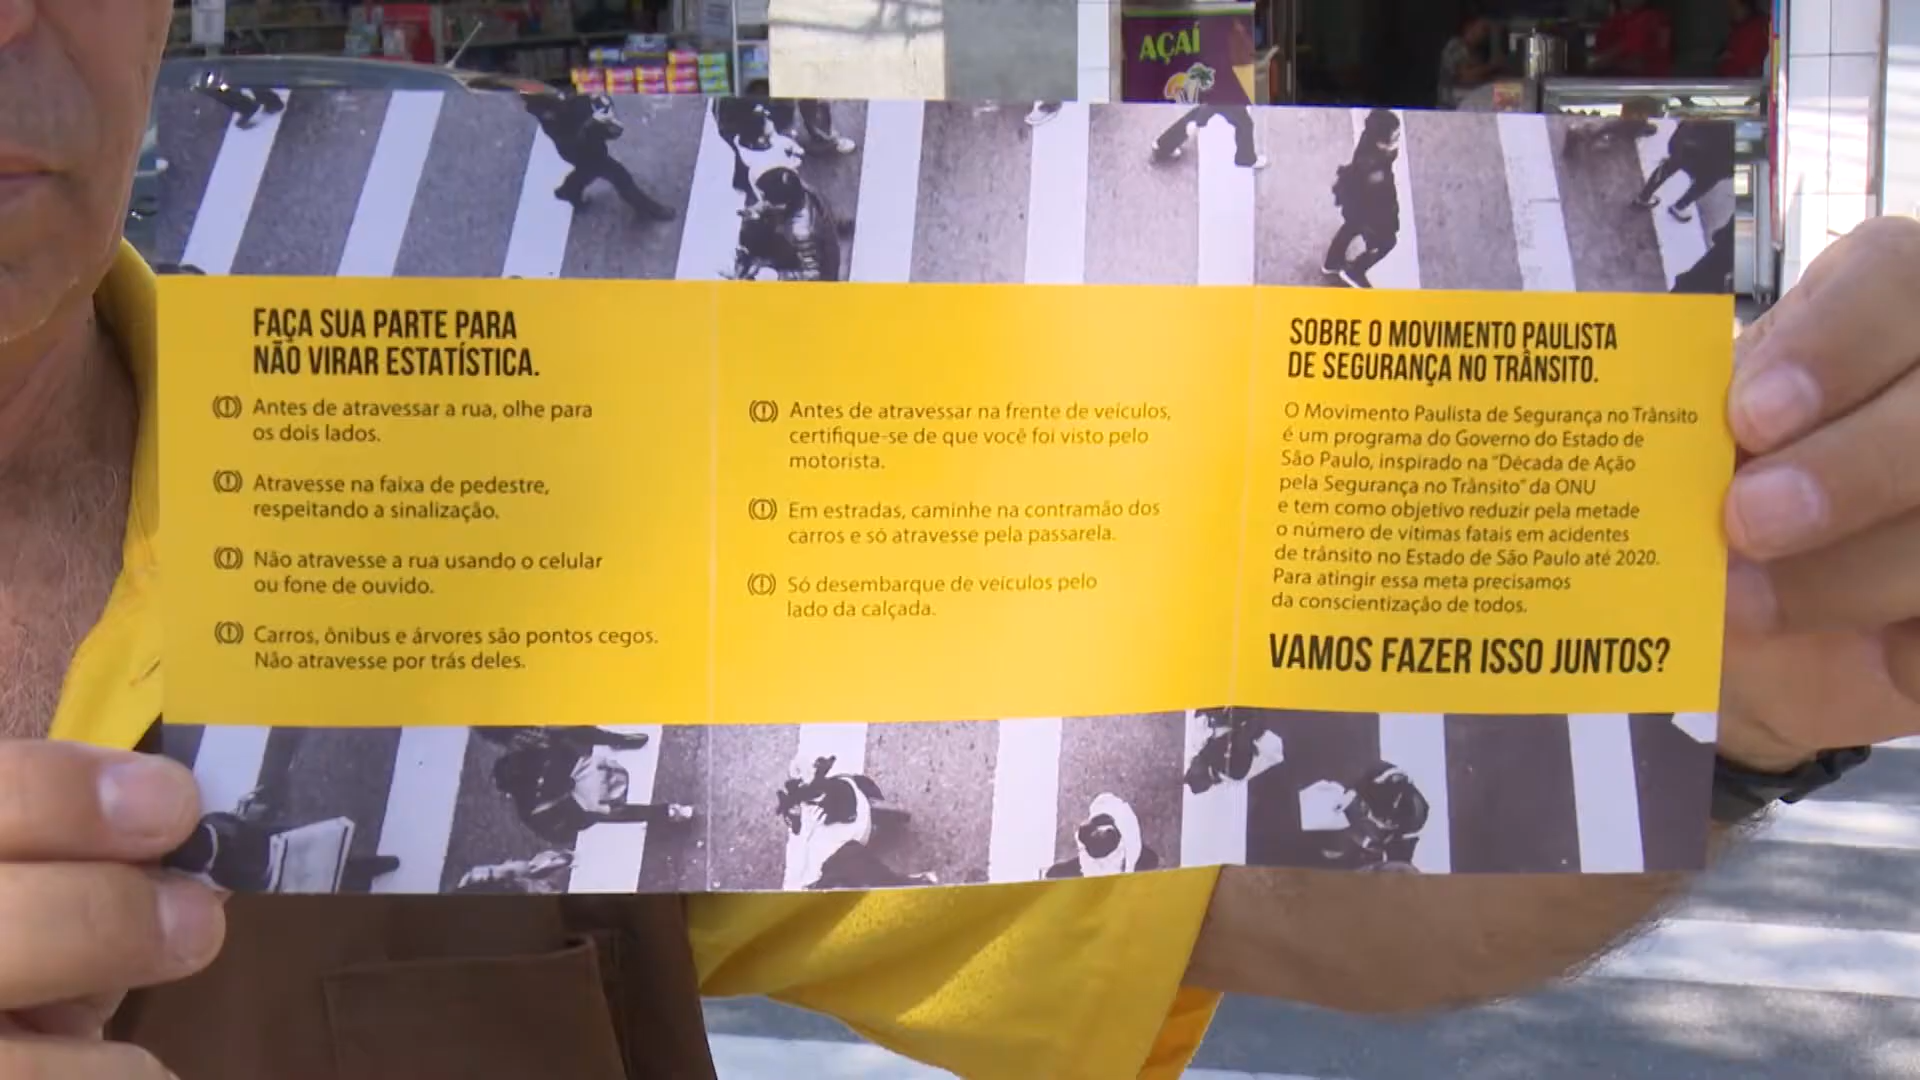 AÇAÍ
FAÇA SUA PARTE PARA
NÃO VIRAR ESTATÍSTICA.
Antes de atravessar a rua, olhe para
os dois lados.
Atravesse na faixa de pedestre,
respeitando a sinalização.
Não atravesse a rua usando o celular
ou fone de ouvido.
Carros, ônibus e árvores são pontos cegos.
Não atravesse por trás deles.
Antes de atravessar na frente de veículos,
certifique-se de que você foi visto pelo
motorista.
Em estradas, caminhe na contramão dos
carros e só atravesse pela passarela.
Só desembarque de veículos pelo
lado da calçada.
SOBRE O MOVIMENTO PAULISTA
DE SEGURANÇA NO TRÂNSITO.
O Movimento Paulista de Segurança no Trânsito
é um programa do Governo do Estado de
São Paulo, inspirado na "Década de Ação
pela Segurança no Trânsito" da ONU
e tem como objetivo reduzir pela metade
o número de vítimas fatais em acidentes
de trânsito no Estado de São Paulo até 2020.
Para atingir essa meta precisamos
da conscientização de todos.
VAMOS FAZER ISSO JUNTOS?